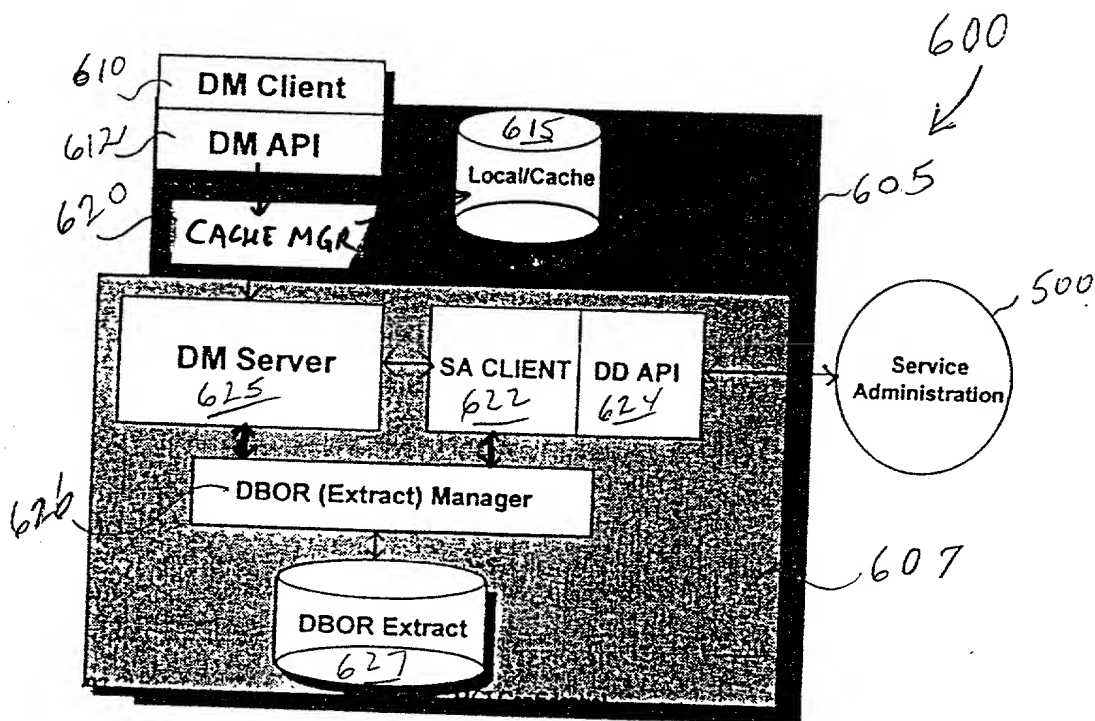 600
610
DM Client
612
DM API
615
Local/Cache
605
620
CACHE MGR
500
Service
Administration
DM Server
625
SA CLIENT
622
DD API
624
626
DBOR (Extract) Manager
607
DBOR Extract
627